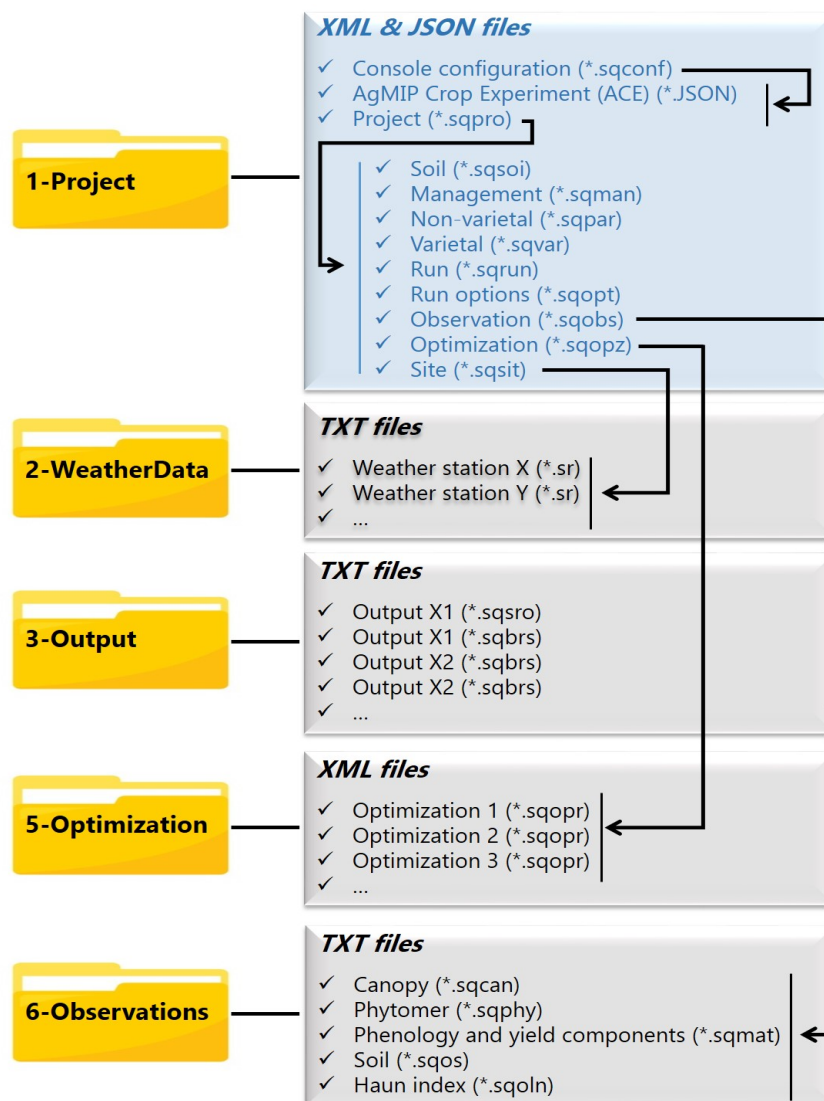 XML & JSON files
✓ Console configuration (*.sqconf)
✓ AgMIP Crop Experiment (ACE) (*.JSON)
✓ Project (*.sqpro)
1-Project
✓ Soil (*.sqsoi)
✓ Management (*.sqman)
✓ Non-varietal (*.sqpar)
✓ Varietal (*.sqvar)
✓ Run (*.sqrun)
✓ Run options (*.sqopt)
✓ Observation (*.sqobs)
✓ Optimization (*.sqopz)
✓ Site (*.sqsit)
2-WeatherData
TXT files
✓ Weather station X (*.sr)
✓ Weather station Y (*.sr)
✓ ...
3-Output
TXT files
✓ Output X1 (*.sqsro)
✓ Output X1 (*.sqbrs)
✓ Output X2 (*.sqbrs)
✓ Output X2 (*.sqbrs)
✓ ...
5-Optimization
XML files
✓ Optimization 1 (*.sqopr)
✓ Optimization 2 (*.sqopr)
✓ Optimization 3 (*.sqopr)
✓ ...
6-Observations
TXT files
✓ Canopy (*.sqcan)
✓ Phytomer (*.sqphy)
✓ Phenology and yield components (*.sqmat)
✓ Soil (*.sqos)
✓ Haun index (*.sqoln)